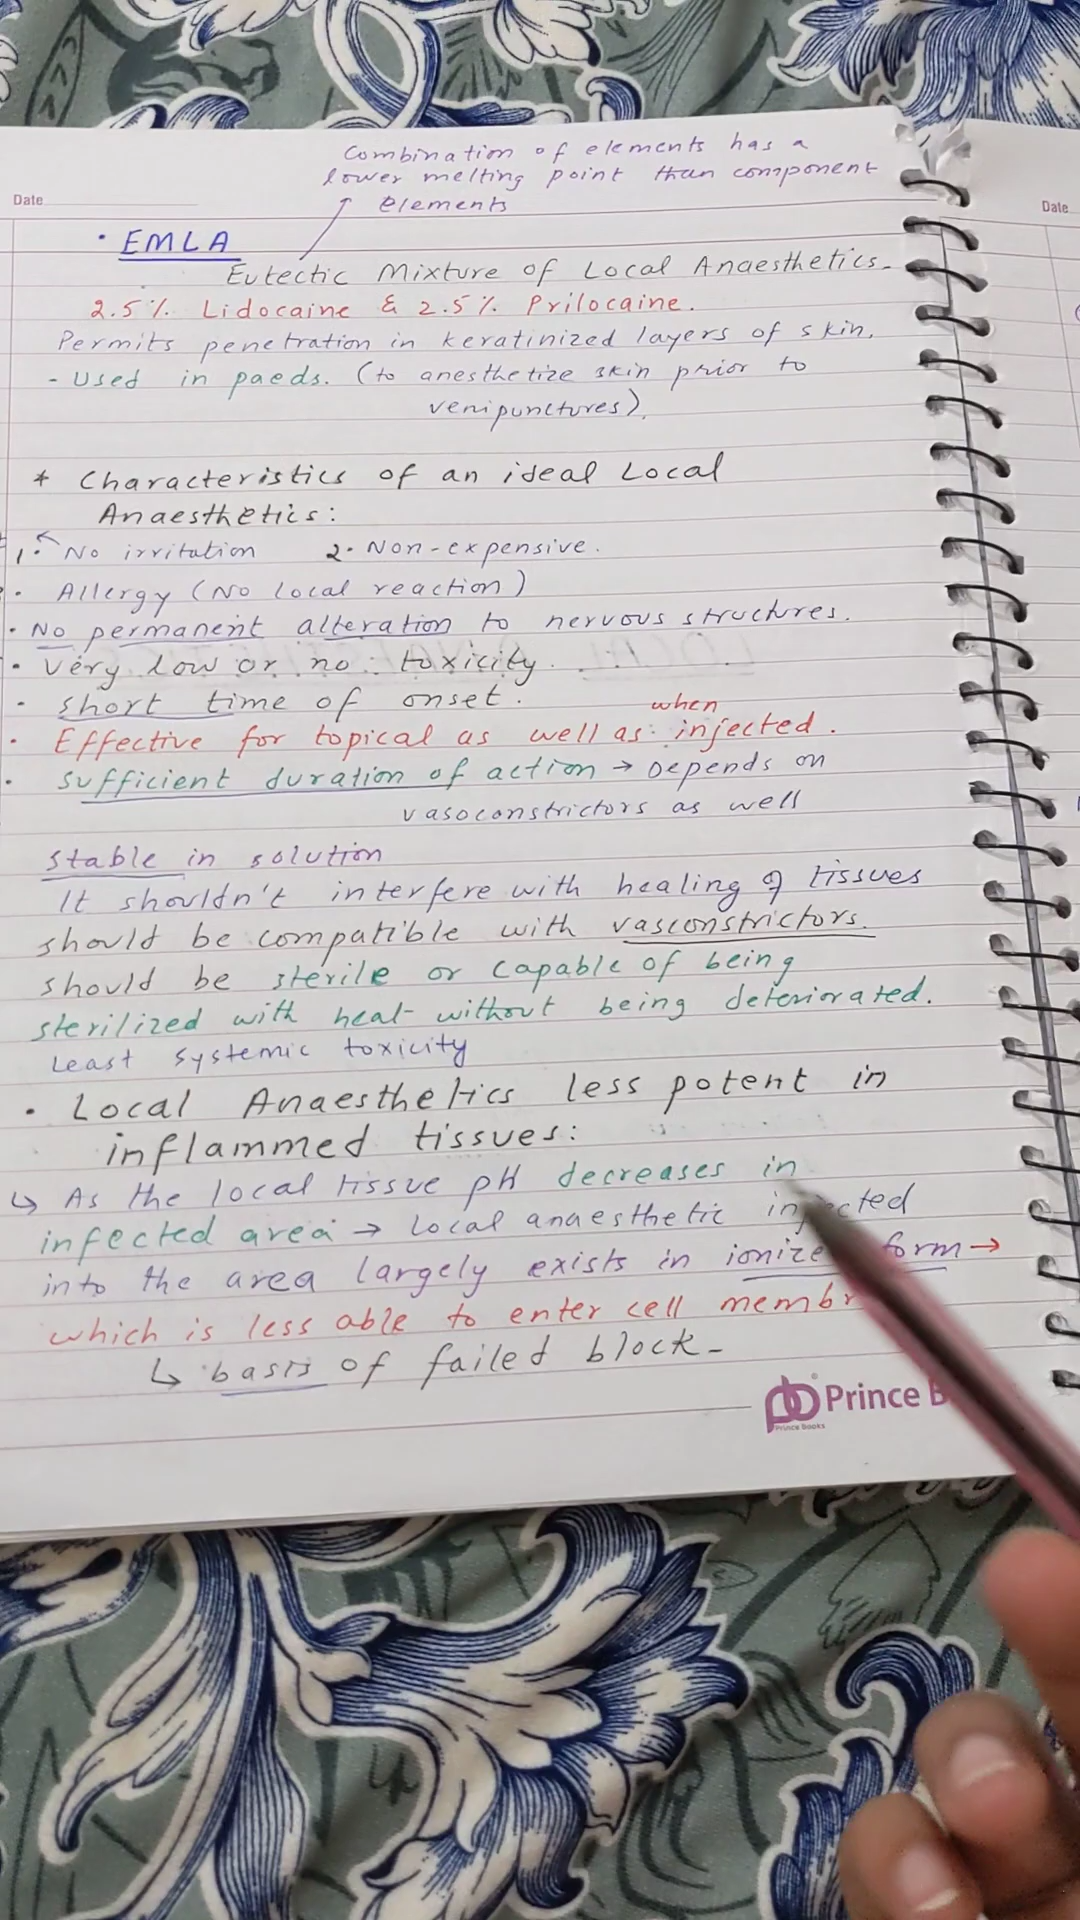 Combination of elements has a
lower melting point than component
elements
Date
Date
• EMLA
Eutectic Mixture of Local Anaesthetics.
2.5% Lidocaine & 2.5% Prilocaine.
Permits penetration in keratinized layers of skin.
- Used in paeds. (to anesthetize skin prior to
venipunctures).
* Characteristics of an ideal Local
Anaesthetics:
1. No irritation 2. Non-expensive.
• Allergy (No local reaction)
• No permanent alteration to nervous structures.
• Very low or no toxicity.
• short time of onset.
when
• Effective for topical as well as injected.
• sufficient duration of action → Depends on
vasoconstrictors as well
stable in solution
It shouldn't interfere with healing of tissues
should be compatible with vasconstrictors.
should be sterile or capable of being
sterilized with heat without being deteriorated.
Least systemic toxicity
• Local Anaesthetics less potent in
inflammed tissues:
↳ As the local tissue pH decreases in
infected area → local anaesthetic injected
into the area largely exists in ionize form →
which is less able to enter cell membr
↳ basis of failed block.
Prince B
Prince Books